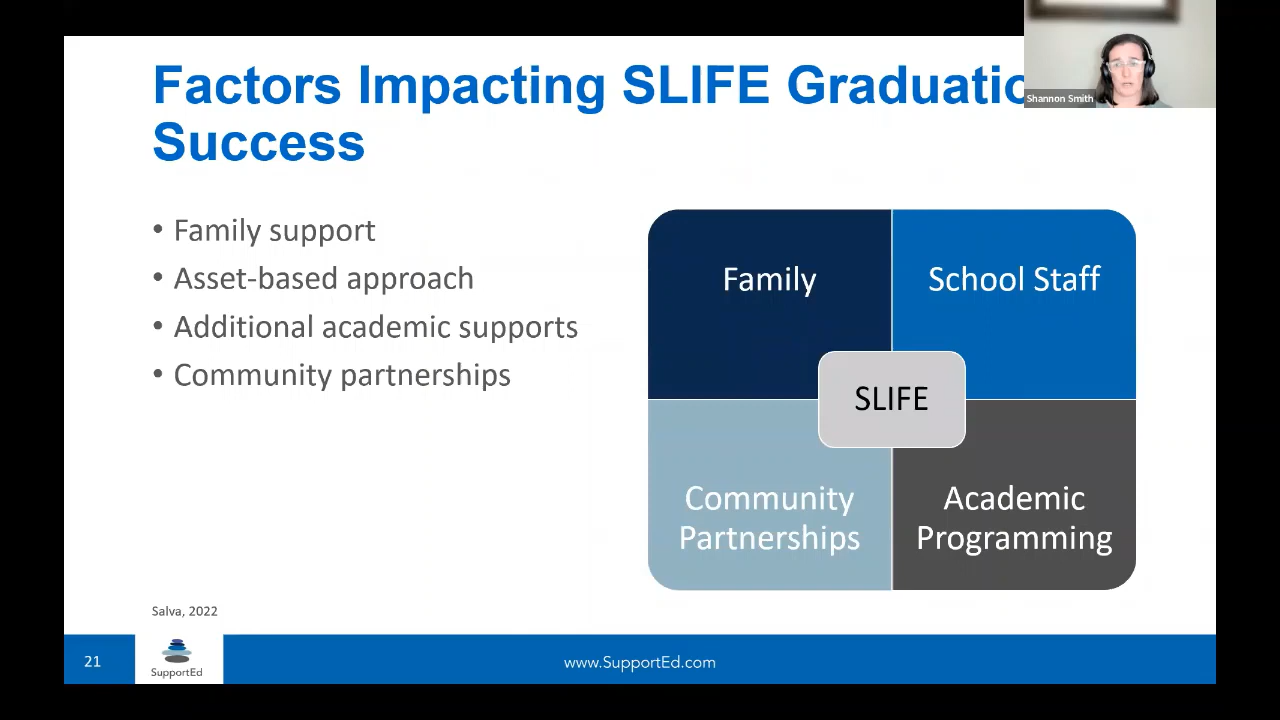 Factors Impacting SLIFE Graduatio
Success
Shannon Smith
• Family support
• Asset-based approach
• Additional academic supports
• Community partnerships
Family
School Staff
SLIFE
Community
Partnerships
Academic
Programming
Salva, 2022
21
SupportEd
www.SupportEd.com